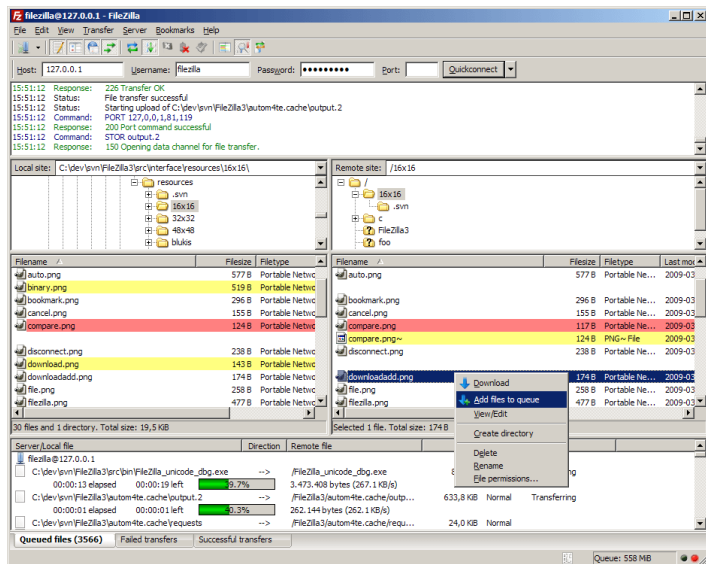 filezilla@127.0.0.1 - FileZilla
File Edit View Transfer Server Bookmarks Help
Host: 127.0.0.1 Username: filezilla Password: ●●●●●●●●● Port: Quickconnect
15:51:12 Response: 226 Transfer OK
15:51:12 Status: File transfer successful
15:51:12 Status: Starting upload of C:\dev\svn\FileZilla3\autom4te.cache\output.2
15:51:12 Command: PORT 127,0,0,1,81,119
15:51:12 Response: 200 Port command successful
15:51:12 Command: STOR output.2
15:51:12 Response: 150 Opening data channel for file transfer.
Local site: C:\dev\svn\FileZilla3\src\interface\resources\16x16\
resources
.svn
16x16
32x32
48x48
blukis
Remote site: /16x16
/
16x16
.svn
c
FileZilla3
foo
Filename Filesize Filetype
auto.png 577 B Portable Netwo
binary.png 519 B Portable Netwo
bookmark.png 296 B Portable Netwo
cancel.png 155 B Portable Netwo
compare.png 124 B Portable Netwo
disconnect.png 238 B Portable Netwo
download.png 143 B Portable Netwo
downloadadd.png 174 B Portable Netwo
file.png 258 B Portable Netwo
filezilla.png 477 B Portable Netwo
30 files and 1 directory. Total size: 19,5 KiB
Filename Filesize Filetype Last mo
auto.png 577 B Portable Ne... 2009-03
bookmark.png 296 B Portable Ne... 2009-03
cancel.png 155 B Portable Ne... 2009-03
compare.png 117 B Portable Ne... 2009-03
compare.png~ 124 B PNG~ File 2009-03
disconnect.png 238 B Portable Ne... 2009-03
downloadadd.png 174 B Portable Ne... 2009-03
file.png 258 B Portable Ne... 2009-03
filezilla.png 477 B Portable Ne... 2009-03
Selected 1 file. Total size: 174 B
Download
Add files to queue
View/Edit
Create directory
Delete
Rename
File permissions...
Server/Local file Direction Remote file
filezilla@127.0.0.1
C:\dev\svn\FileZilla3\src\bin\FileZilla_unicode_dbg.exe --> /FileZilla_unicode_dbg.exe
00:00:13 elapsed 00:00:19 left 39.7% 3.473.408 bytes (267.1 KB/s)
C:\dev\svn\FileZilla3\autom4te.cache\output.2 --> /FileZilla3/autom4te.cache/outp... 633,8 KiB Normal Transferring
00:00:01 elapsed 00:00:01 left 40.3% 262.144 bytes (262.1 KB/s)
C:\dev\svn\FileZilla3\autom4te.cache\requests --> /FileZilla3/autom4te.cache/requ... 24,0 KiB Normal
Queued files (3566) Failed transfers Successful transfers
Queue: 558 MiB